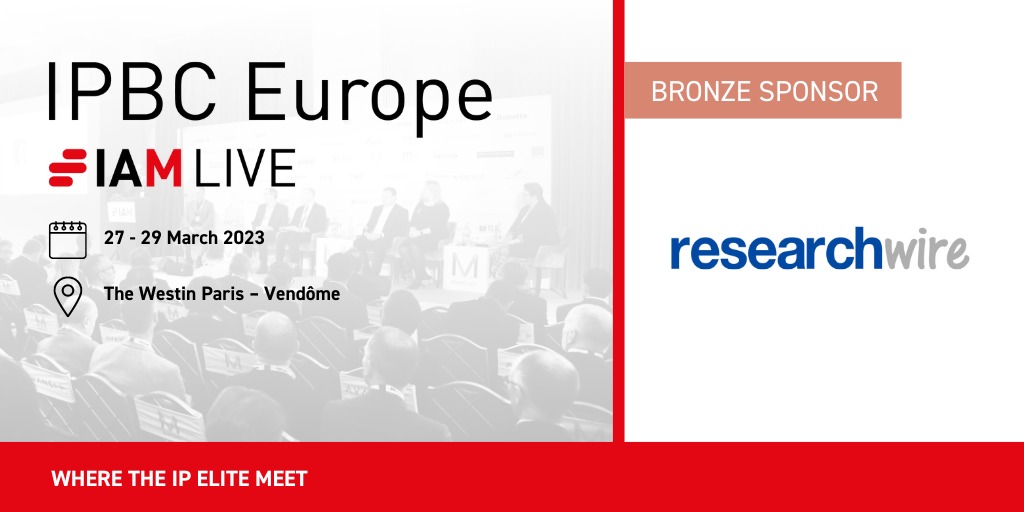 IPBC Europe
IAM LIVE
27 - 29 March 2023
The Westin Paris – Vendôme
WHERE THE IP ELITE MEET
BRONZE SPONSOR
researchwire